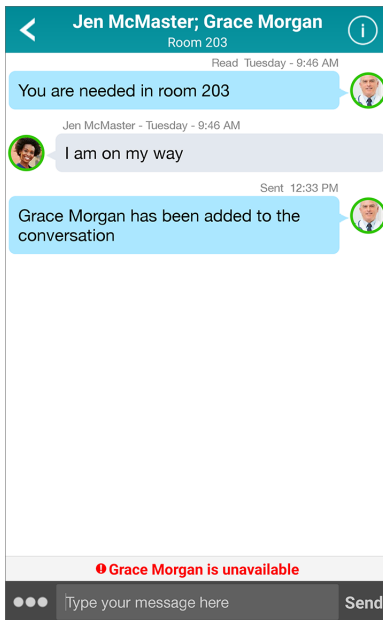 Jen McMaster; Grace Morgan
Room 203
Read Tuesday - 9:46 AM
You are needed in room 203
Jen McMaster - Tuesday - 9:46 AM
I am on my way
Sent 12:33 PM
Grace Morgan has been added to the
conversation
Grace Morgan is unavailable
Type your message here
Send